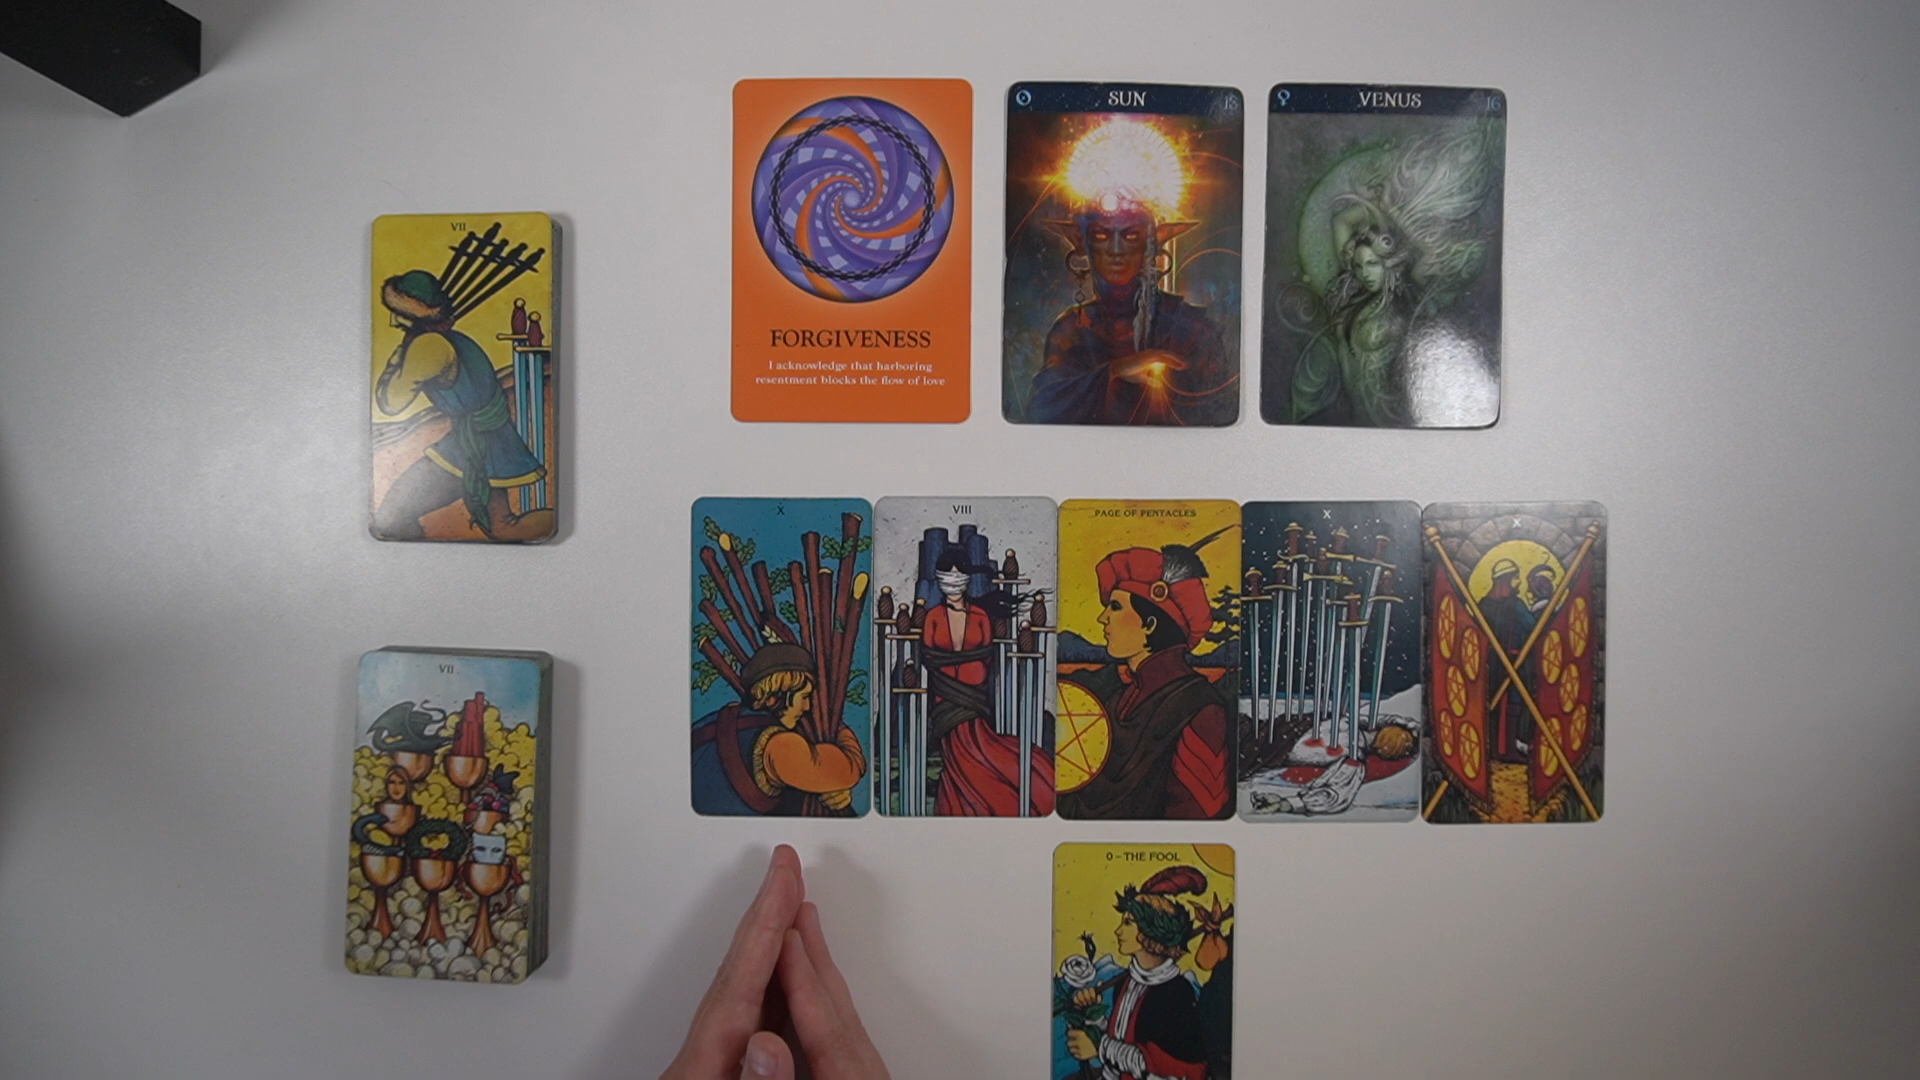 FORGIVENESS
I acknowledge that harboring
resentment blocks the flow of love
SUN
VENUS
16
VII
X
VIII
PAGE OF PENTACLES
X
X
VII
0 – THE FOOL